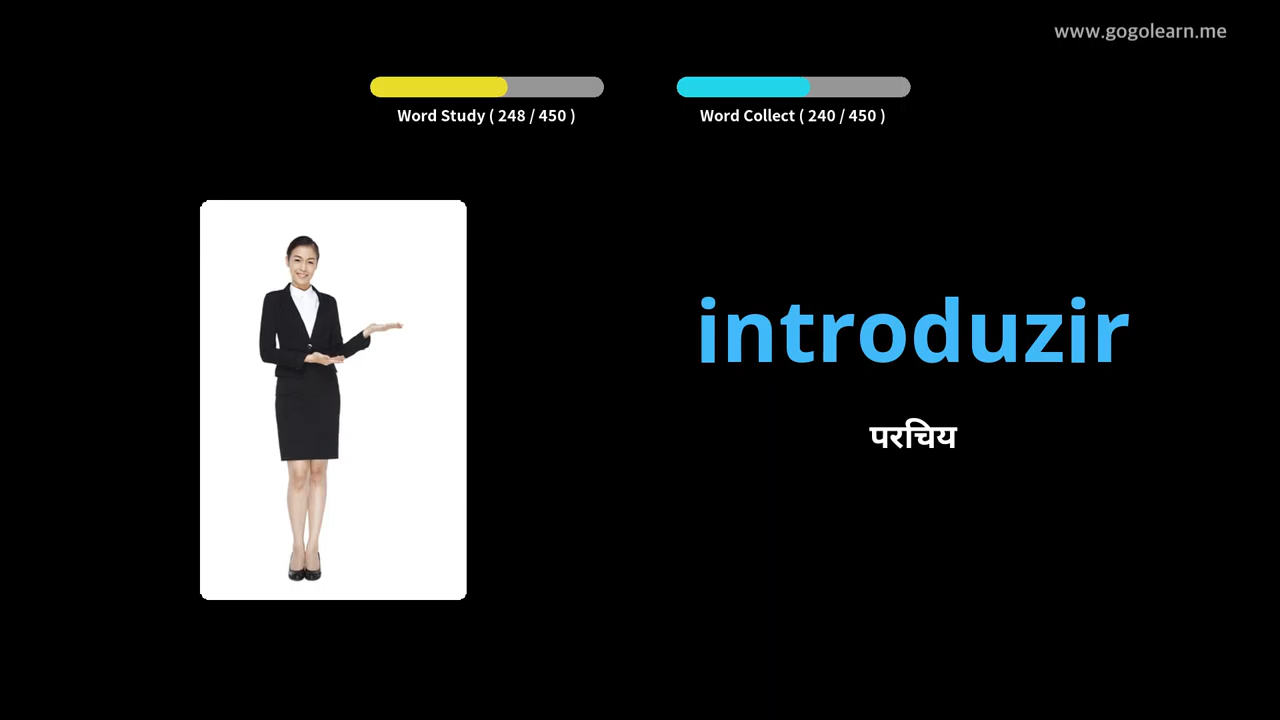 www.gogolearn.me
Word Study ( 248 / 450 )
Word Collect ( 240 / 450 )
introduzir
परिचय